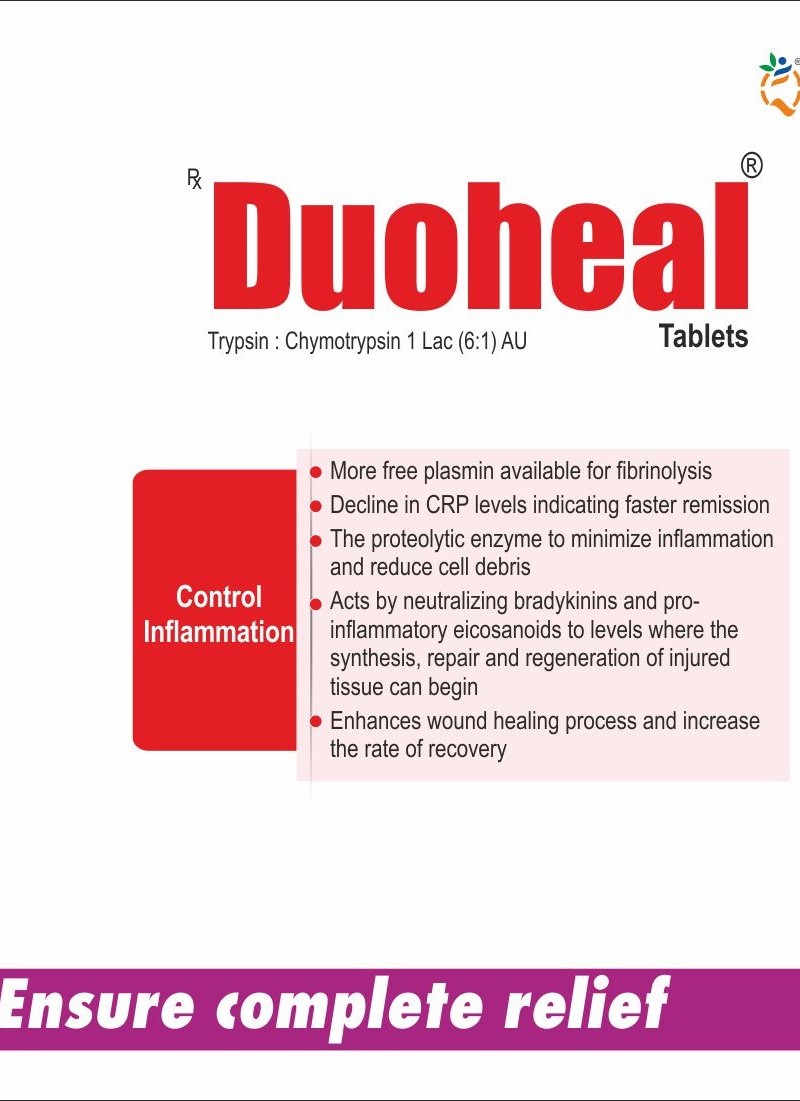 ®
℞
Duoheal®
Trypsin : Chymotrypsin 1 Lac (6:1) AU
Tablets
Control
Inflammation
● More free plasmin available for fibrinolysis
● Decline in CRP levels indicating faster remission
● The proteolytic enzyme to minimize inflammation
and reduce cell debris
● Acts by neutralizing bradykinins and pro-
inflammatory eicosanoids to levels where the
synthesis, repair and regeneration of injured
tissue can begin
● Enhances wound healing process and increase
the rate of recovery
Ensure complete relief